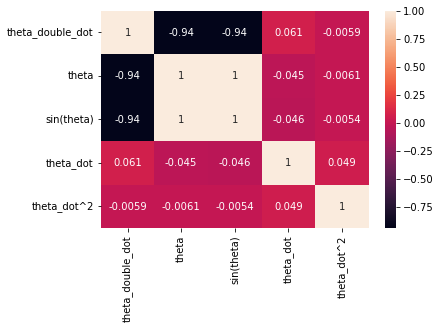 theta_double_dot 1 -0.94 -0.94 0.061 -0.0059
theta -0.94 1 1 -0.045 -0.0061
sin(theta) -0.94 1 1 -0.046 -0.0054
theta_dot 0.061 -0.045 -0.046 1 0.049
theta_dot^2 -0.0059 -0.0061 -0.0054 0.049 1
theta_double_dot
theta
sin(theta)
theta_dot
theta_dot^2
1.00
0.75
0.50
0.25
0.00
−0.25
−0.50
−0.75